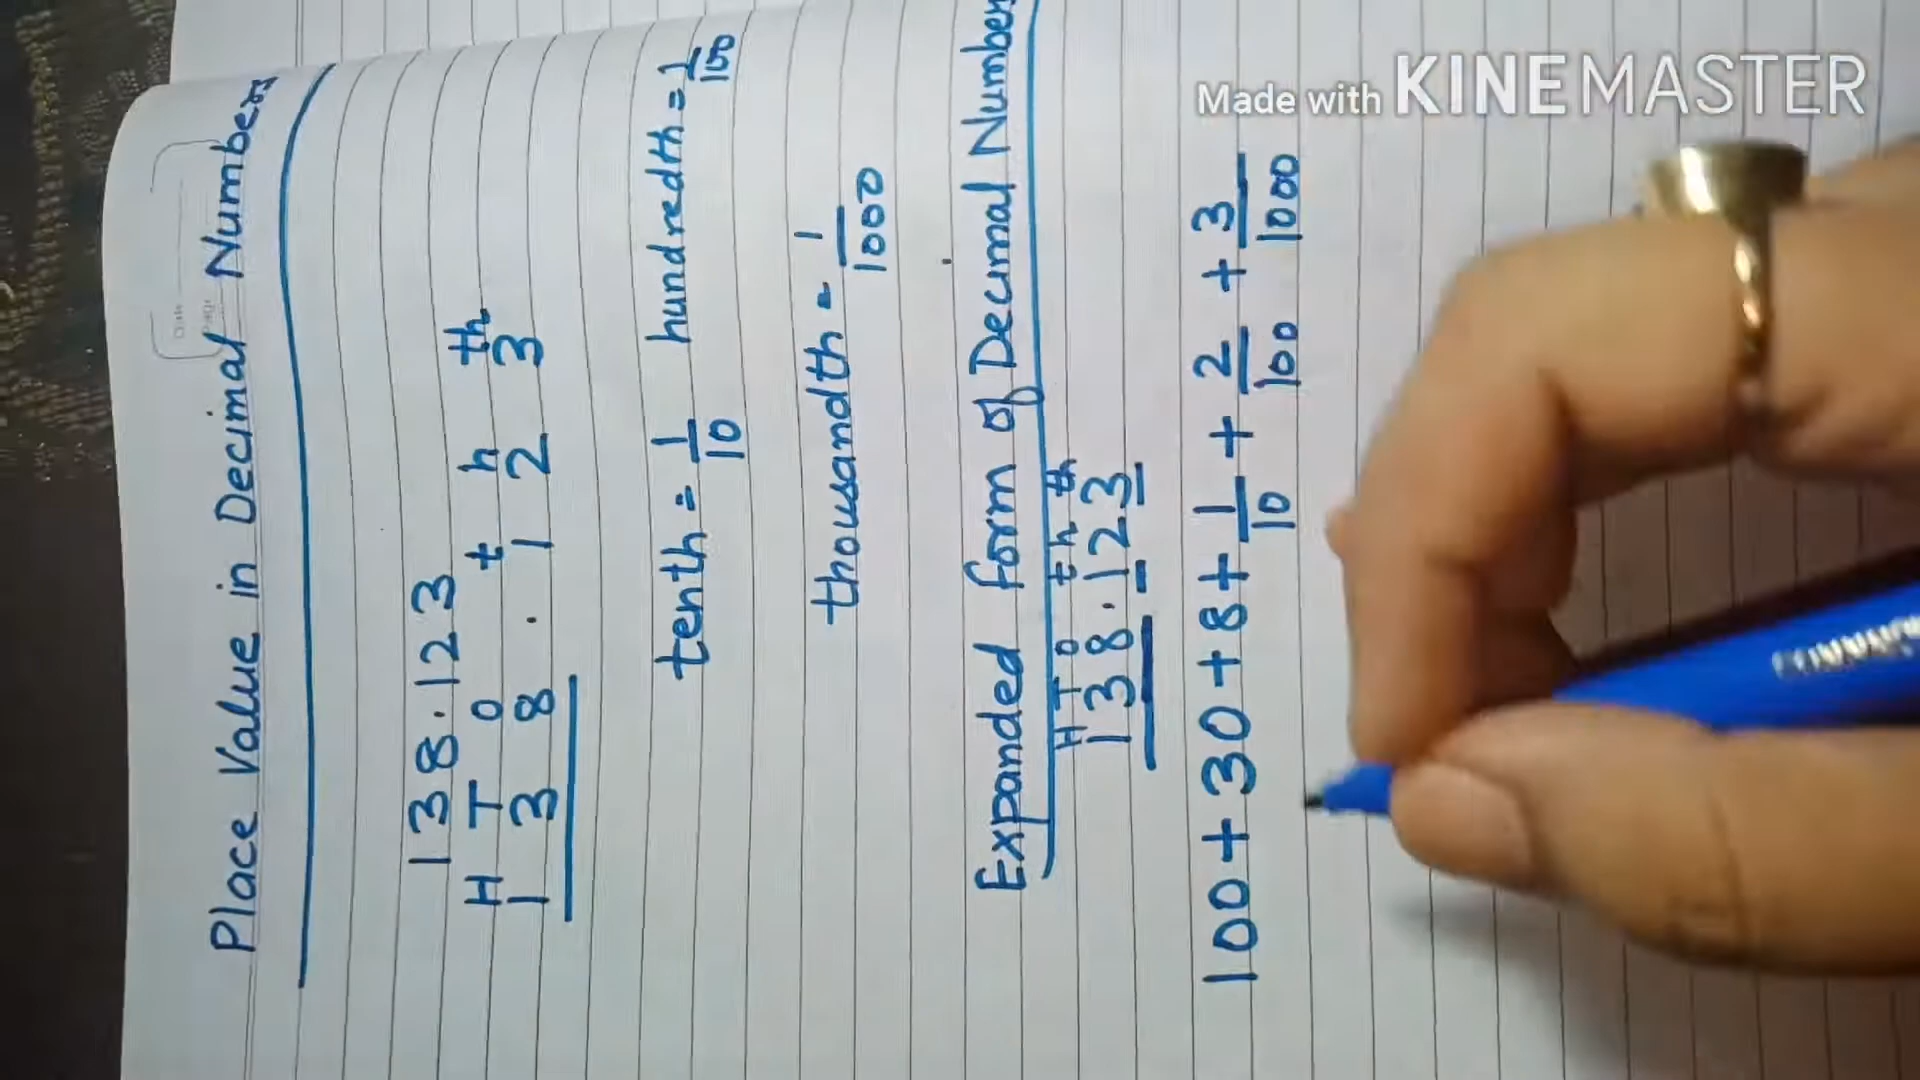 Place Value in Decimal Numbers
138.123
H T O t h th
1 3 8 . 1 2 3
tenth = 1/10 hundredth = 1/100
thousandth = 1/1000
Expanded form of Decimal Numbers
H T O t h th
138.123
100 + 30 + 8 + 1/10 + 2/100 + 3/1000
Made with KINEMASTER